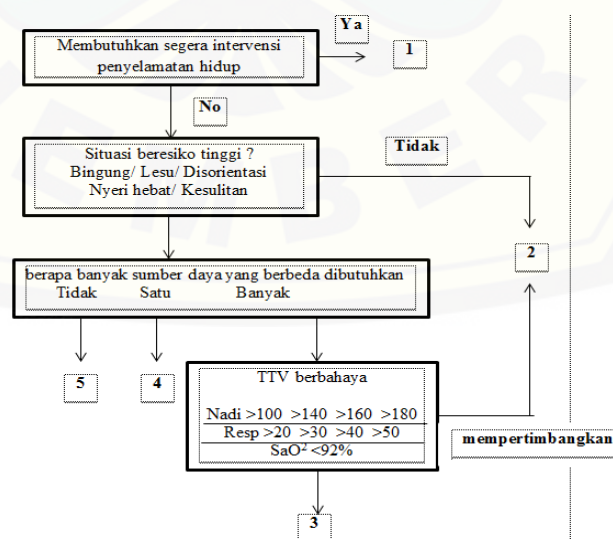 Ya
Membutuhkan segera intervensi
penyelamatan hidup
1
No
Situasi beresiko tinggi ?
Bingung/ Lesu/ Disorientasi
Nyeri hebat/ Kesulitan
Tidak
2
berapa banyak sumber daya yang berbeda dibutuhkan
Tidak Satu Banyak
5 4
TTV berbahaya
Nadi >100 >140 >160 >180
Resp >20 >30 >40 >50
SaO² <92%
mempertimbangkan
3